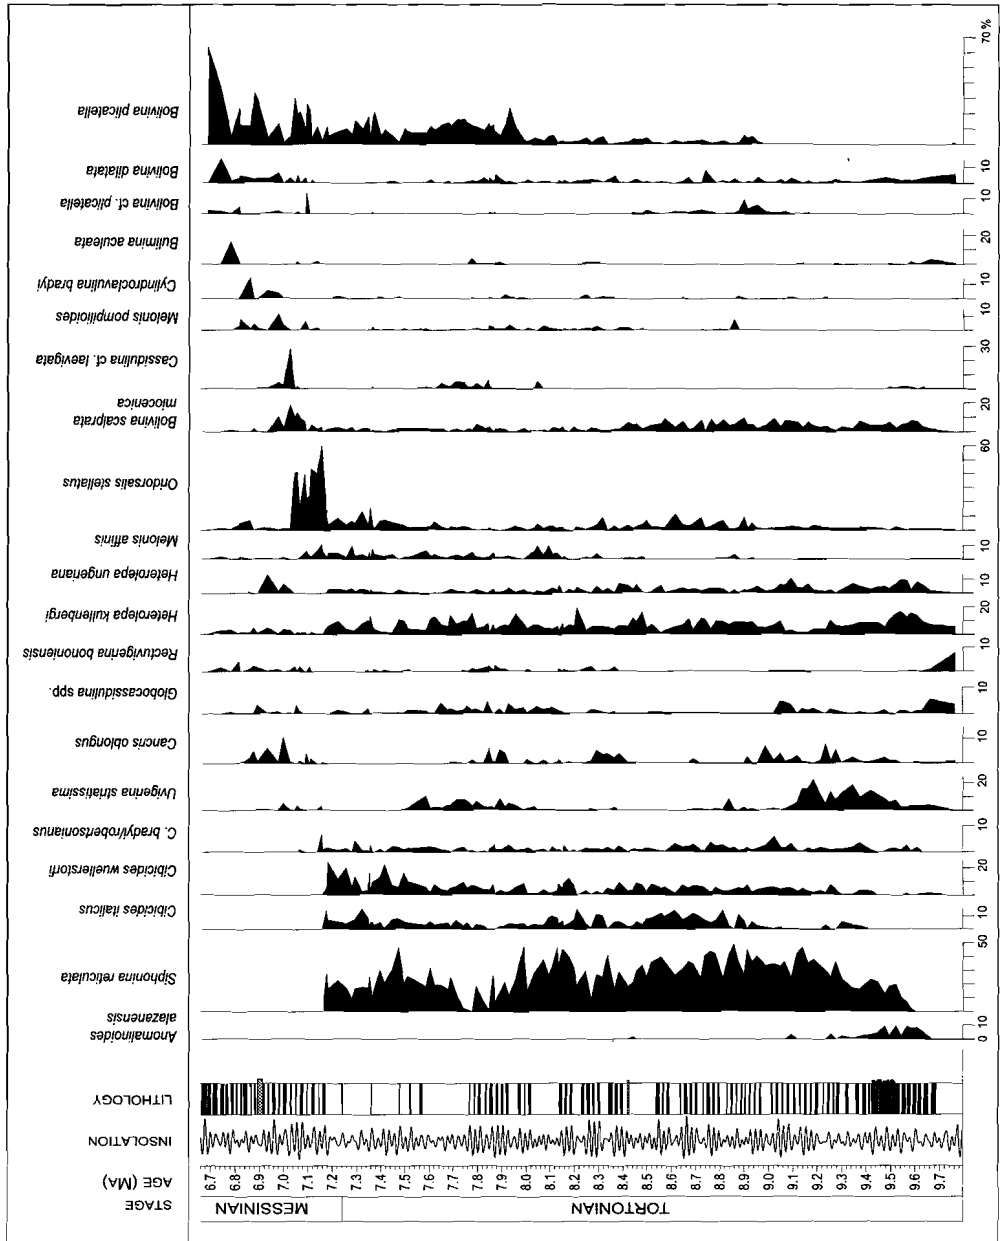 STAGE
MESSINIAN
TORTONIAN
AGE (MA)
6.7 6.8 6.9 7.0 7.1 7.2 7.3 7.4 7.5 7.6 7.7 7.8 7.9 8.0 8.1 8.2 8.3 8.4 8.5 8.6 8.7 8.8 8.9 9.0 9.1 9.2 9.3 9.4 9.5 9.6 9.7
INSOLATION
LITHOLOGY
Anomalinoides
alazanensis
0 10
Siphonina reticulata
50
Cibicides italicus
10
Cibicides wuellerstorfi
20
C. bradyi/robertsonianus
10
Uvigerina striatissima
20
Cancris oblongus
10
Globocassidulina spp.
10
Rectuvigerina bononiensis
10
Heterolepa kullenbergi
20
Heterolepa ungeriana
10
Melonis affinis
10
Oridorsalis stellatus
60
Bolivina scalprata
miocenica
20
Cassidulina cf. laevigata
30
Melonis pompilioides
10
Cylindroclavulina bradyi
10
Bulimina aculeata
20
Bolivina cf. plicatella
10
Bolivina dilatata
10
Bolivina plicatella
70 %